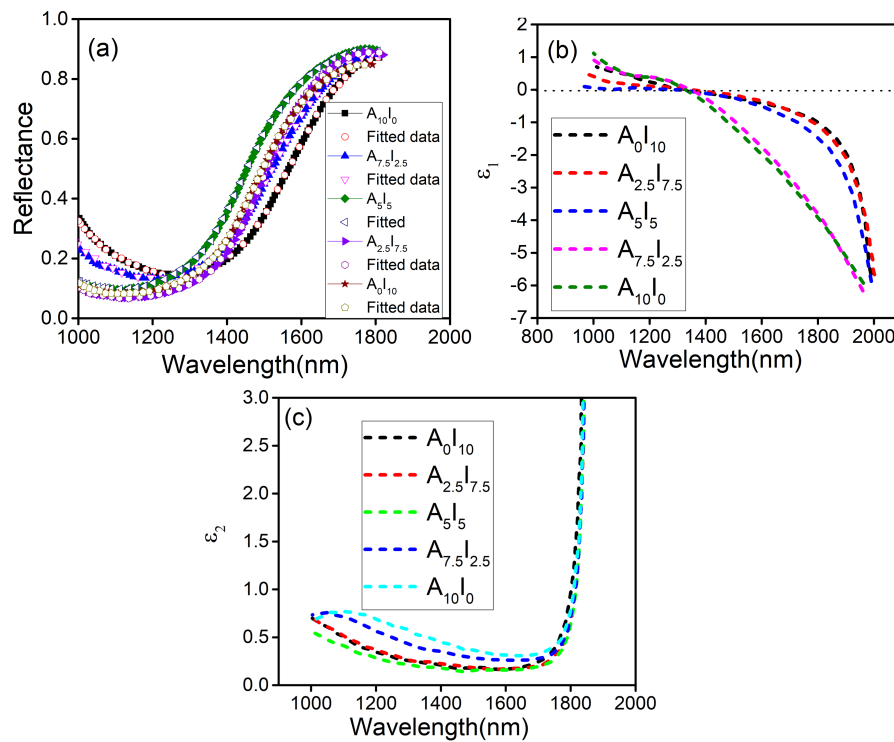 (a)
Reflectance
1.0
0.8
0.6
0.4
0.2
0.0
A10I0
Fitted data
A7.5I2.5
Fitted data
A5I5
Fitted
A2.5I7.5
Fitted data
A0I10
Fitted data
1000 1200 1400 1600 1800 2000
Wavelength(nm)
(b)
ε1
2
1
0
-1
-2
-3
-4
-5
-6
-7
A0I10
A2.5I7.5
A5I5
A7.5I2.5
A10I0
800 1000 1200 1400 1600 1800 2000
Wavelength(nm)
(c)
ε2
3.0
2.5
2.0
1.5
1.0
0.5
0.0
A0I10
A2.5I7.5
A5I5
A7.5I2.5
A10I0
1000 1200 1400 1600 1800 2000
Wavelength(nm)